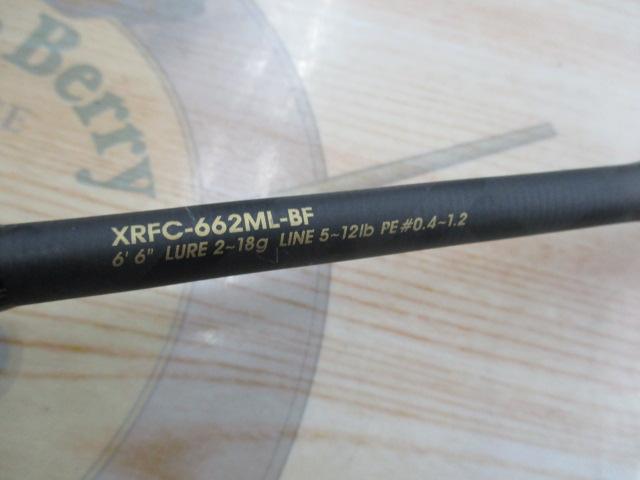 Berry
XRFC-662ML-BF
6' 6" LURE 2~18g LINE 5~12lb PE#0.4~1.2